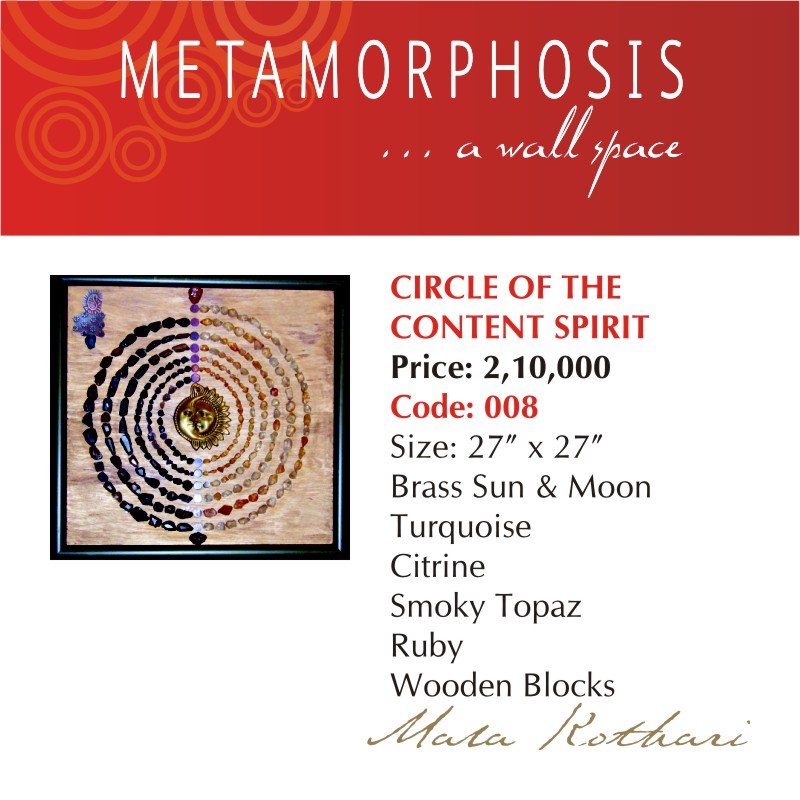 METAMORPHOSIS
... a wall space
CIRCLE OF THE
CONTENT SPIRIT
Price: 2,10,000
Code: 008
Size: 27” x 27”
Brass Sun & Moon
Turquoise
Citrine
Smoky Topaz
Ruby
Wooden Blocks
Mala Kothari